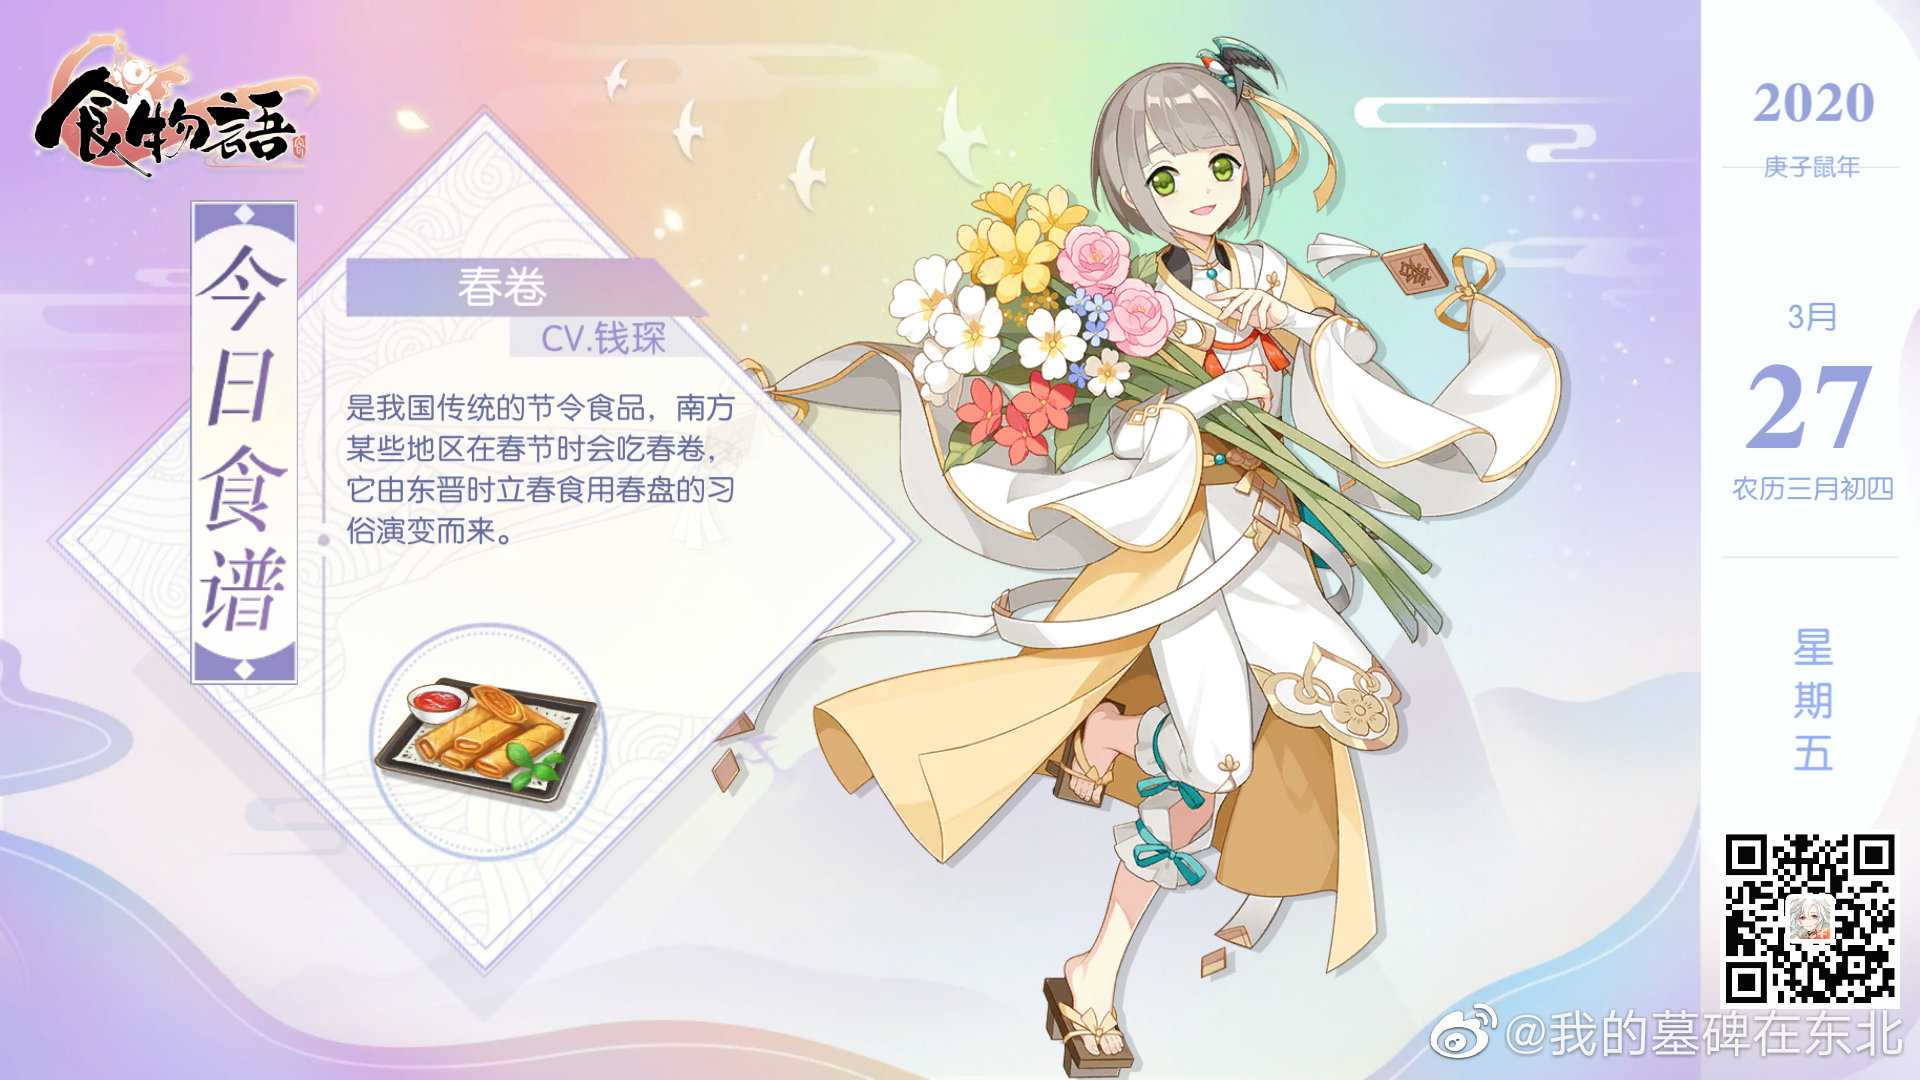 食物語
今日食谱
春卷
CV.钱琛
是我国传统的节令食品，南方
某些地区在春节时会吃春卷，
它由东晋时立春食用春盘的习
俗演变而来。
2020
庚子鼠年
3月
27
农历三月初四
星期五
@我的墓碑在东北